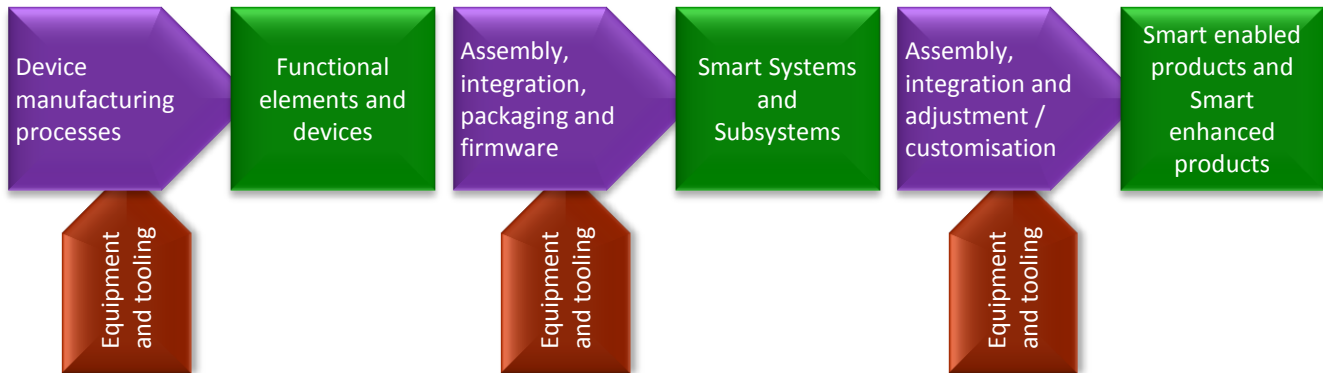 Device
manufacturing
processes
Functional
elements and
devices
Assembly,
integration,
packaging and
firmware
Smart Systems
and
Subsystems
Assembly,
integration and
adjustment /
customisation
Smart enabled
products and
Smart
enhanced
products
Equipment
and tooling
Equipment
and tooling
Equipment
and tooling